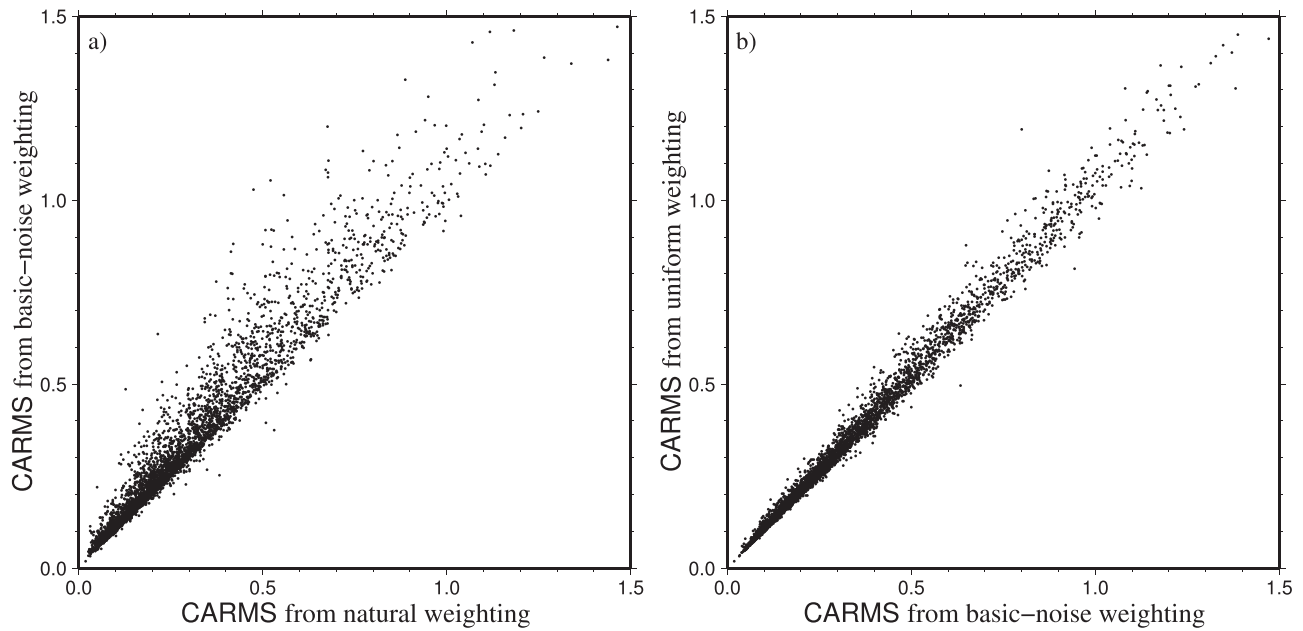 a)
1.5
1.0
0.5
0.0
CARMS from basic−noise weighting
0.0 0.5 1.0 1.5
CARMS from natural weighting
b)
1.5
1.0
0.5
0.0
CARMS from uniform weighting
0.0 0.5 1.0 1.5
CARMS from basic−noise weighting